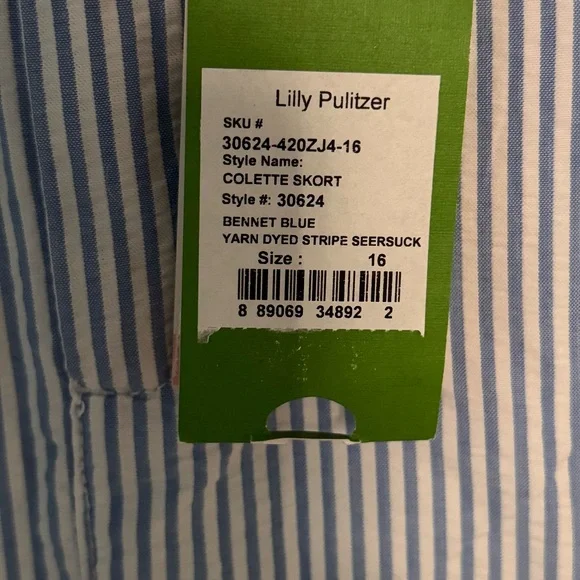 Lilly Pulitzer
SKU #
30624-420ZJ4-16
Style Name:
COLETTE SKORT
Style #: 30624
BENNET BLUE
YARN DYED STRIPE SEERSUCK
Size : 16
8 89069 34892 2